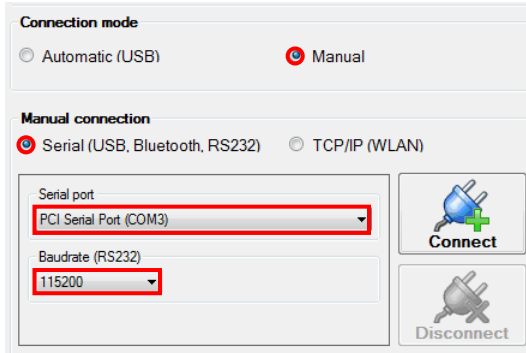 Connection mode
Automatic (USB) Manual
Manual connection
Serial (USB, Bluetooth, RS232) TCP/IP (WLAN)
Serial port
PCI Serial Port (COM3)
Connect
Baudrate (RS232)
115200
Disconnect